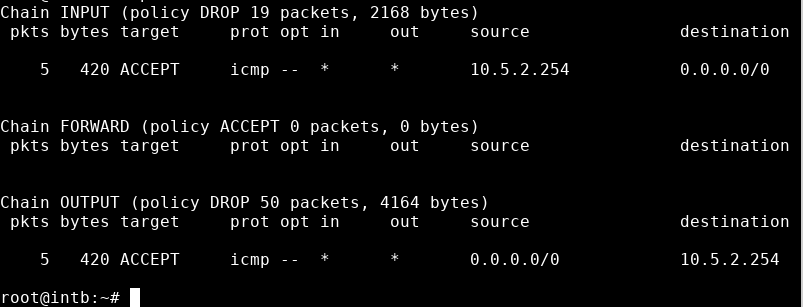 Chain INPUT (policy DROP 19 packets, 2168 bytes)
pkts bytes target     prot opt in     out     source               destination
5   420 ACCEPT     icmp --  *      *       10.5.2.254           0.0.0.0/0
Chain FORWARD (policy ACCEPT 0 packets, 0 bytes)
pkts bytes target     prot opt in     out     source               destination
Chain OUTPUT (policy DROP 50 packets, 4164 bytes)
pkts bytes target     prot opt in     out     source               destination
5   420 ACCEPT     icmp --  *      *       0.0.0.0/0            10.5.2.254
root@intb:~#